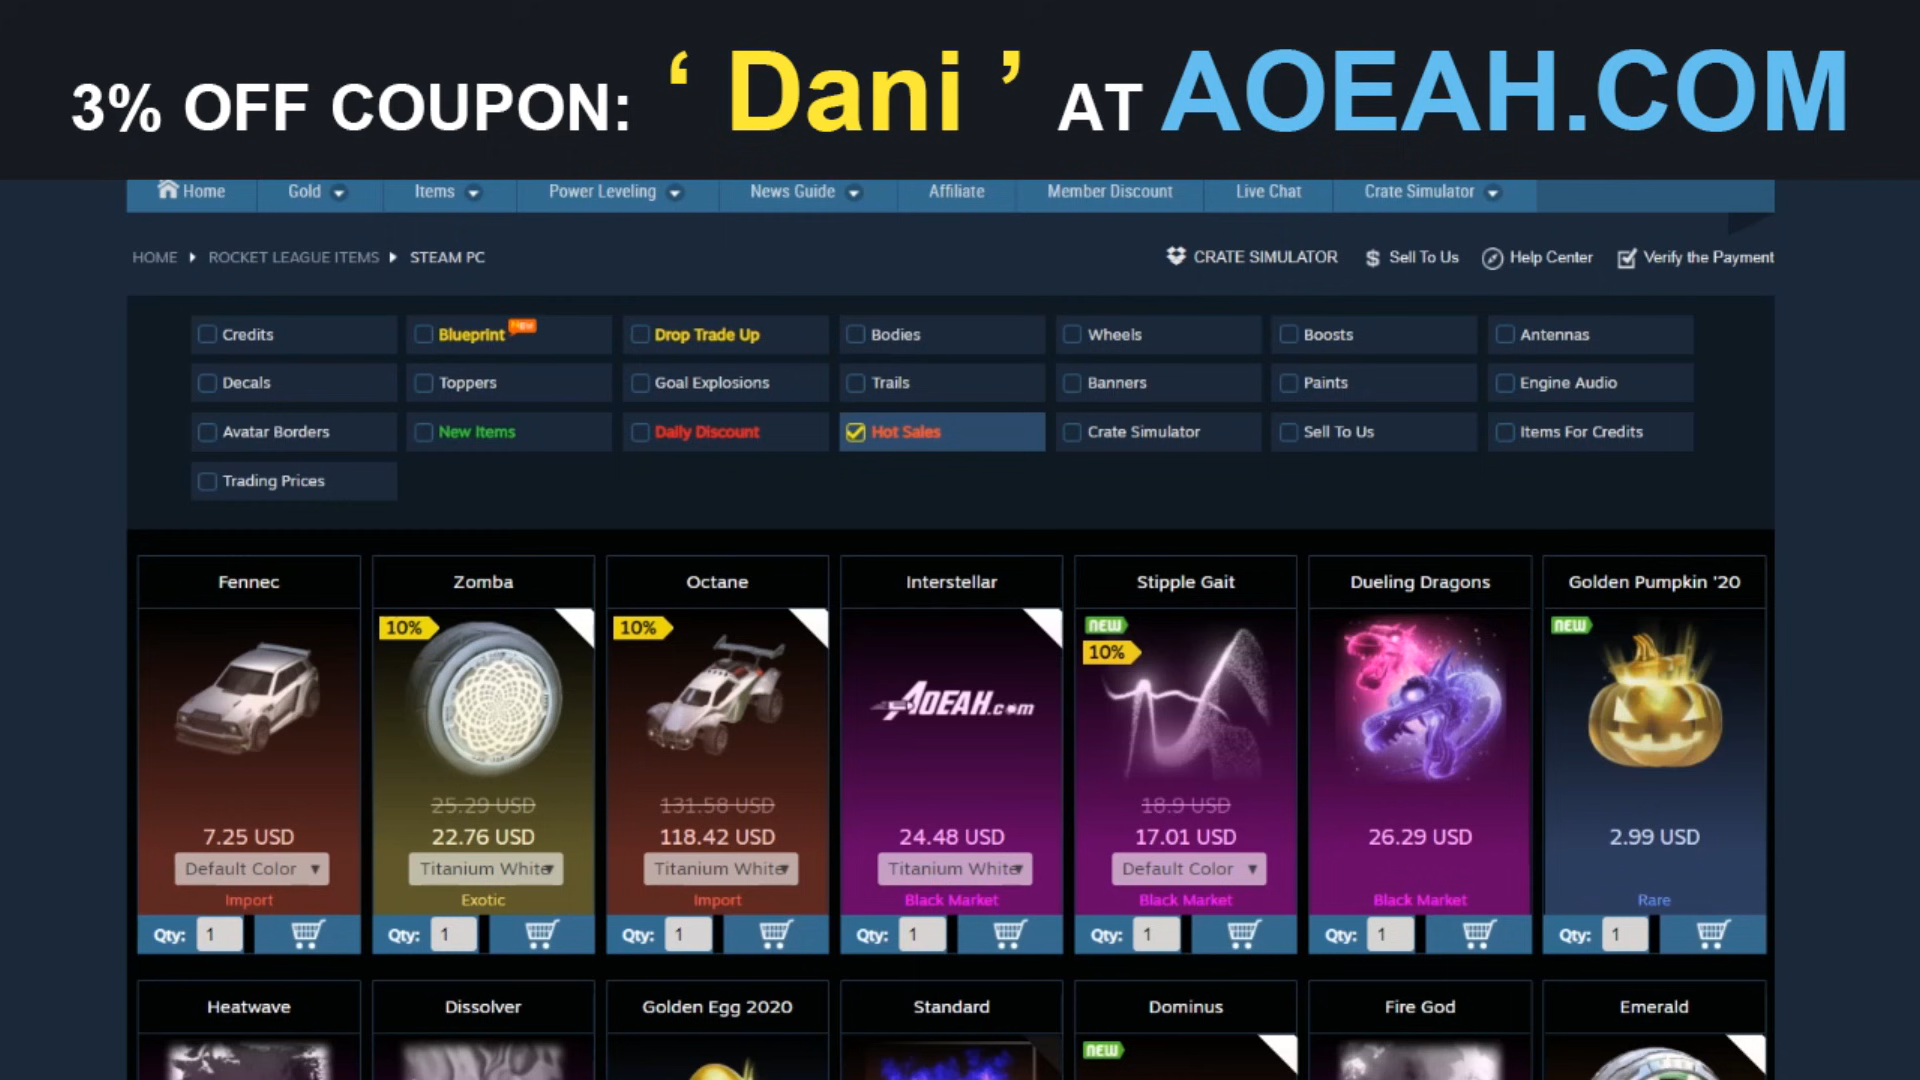 3% OFF COUPON: ‘ Dani ’ AT AOEAH.COM
Home Gold Items Power Leveling News Guide Affiliate Member Discount Live Chat Crate Simulator
HOME ROCKET LEAGUE ITEMS STEAM PC CRATE SIMULATOR $ Sell To Us Help Center Verify the Payment
Credits Blueprint New Drop Trade Up Bodies Wheels Boosts Antennas
Decals Toppers Goal Explosions Trails Banners Paints Engine Audio
Avatar Borders New Items Daily Discount Hot Sales Crate Simulator Sell To Us Items For Credits
Trading Prices
Fennec Zomba Octane Interstellar Stipple Gait Dueling Dragons Golden Pumpkin '20
10% 10% NEW NEW
10%
AOEAH.com
25.29 USD 131.58 USD 18.9 USD
7.25 USD 22.76 USD 118.42 USD 24.48 USD 17.01 USD 26.29 USD 2.99 USD
Default Color Titanium White Titanium White Titanium White Default Color
Import Exotic Import Black Market Black Market Black Market Rare
Qty: 1 Qty: 1 Qty: 1 Qty: 1 Qty: 1 Qty: 1 Qty: 1
Heatwave Dissolver Golden Egg 2020 Standard Dominus Fire God Emerald
NEW